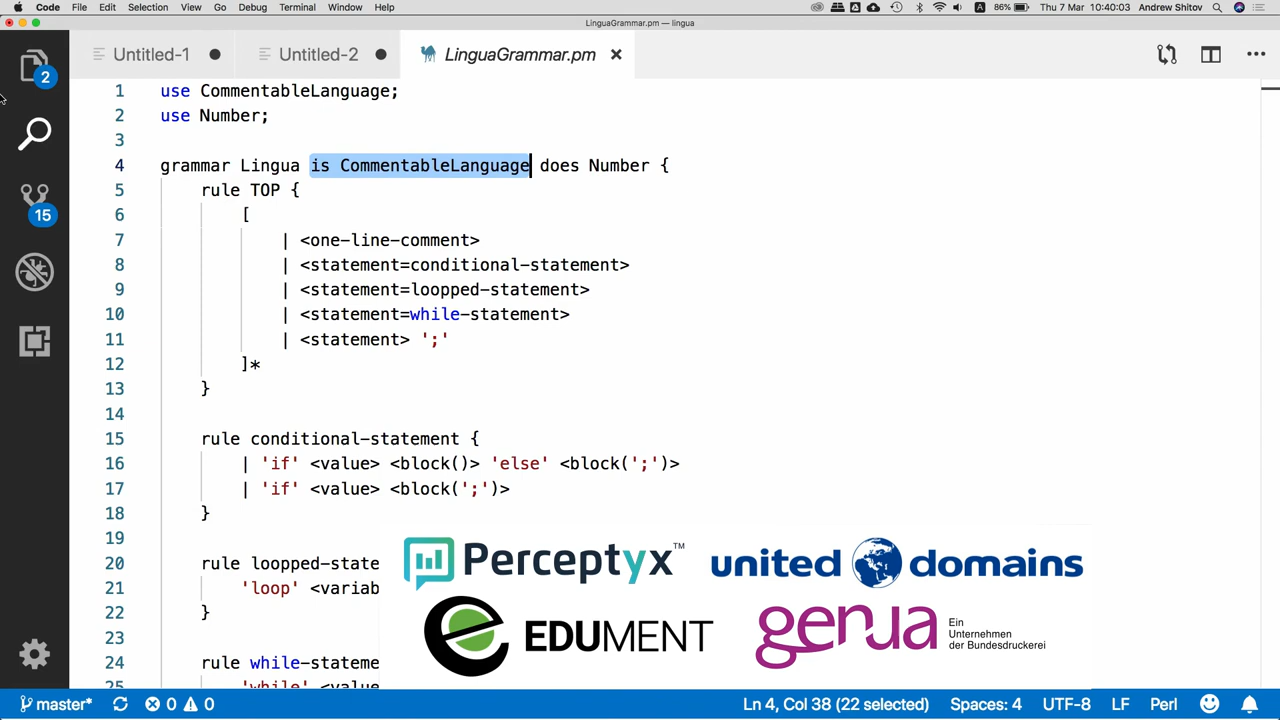 Code File Edit Selection View Go Debug Terminal Window Help 86% Thu 7 Mar 10:40:03 Andrew Shitov
LinguaGrammar.pm — lingua
Untitled-1 Untitled-2 LinguaGrammar.pm
2
15
1 use CommentableLanguage;
2 use Number;
3
4 grammar Lingua is CommentableLanguage does Number {
5 rule TOP {
6 [
7 | <one-line-comment>
8 | <statement=conditional-statement>
9 | <statement=loopped-statement>
10 | <statement=while-statement>
11 | <statement> ';'
12 ]*
13 }
14
15 rule conditional-statement {
16 | 'if' <value> <block()> 'else' <block(';')>
17 | 'if' <value> <block(';')>
18 }
19
20 rule loopped-state
21 'loop' <variab
22 }
23
24 rule while-stateme
25 'while' <value
Perceptyx™ united domains
EDUMENT genua
Ein
Unternehmen
der Bundesdruckerei
master* 0 0 Ln 4, Col 38 (22 selected) Spaces: 4 UTF-8 LF Perl